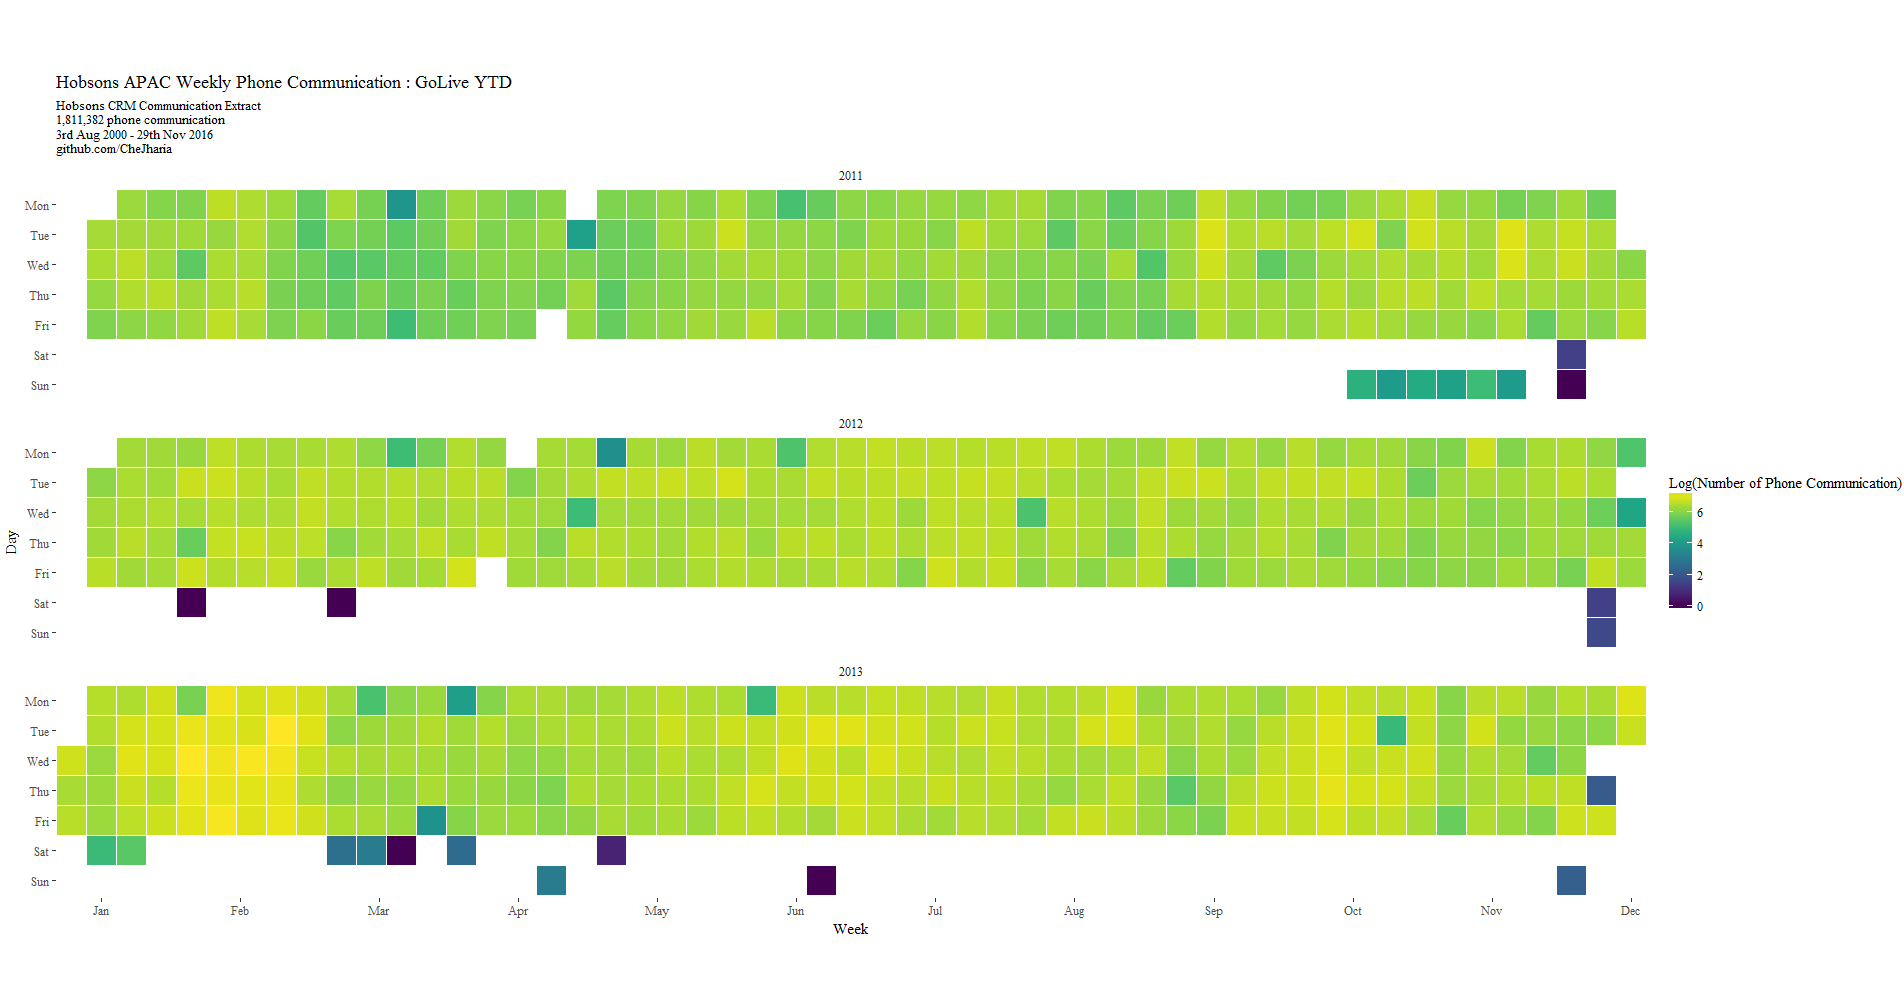 Hobsons APAC Weekly Phone Communication : GoLive YTD
Hobsons CRM Communication Extract
1,811,382 phone communication
3rd Aug 2000 - 29th Nov 2016
github.com/CheJharia
2011
Mon
Tue
Wed
Thu
Fri
Sat
Sun
2012
Mon
Tue
Wed
Thu
Fri
Sat
Sun
Day
Log(Number of Phone Communication)
6
4
2
0
2013
Mon
Tue
Wed
Thu
Fri
Sat
Sun
Jan Feb Mar Apr May Jun Jul Aug Sep Oct Nov Dec
Week